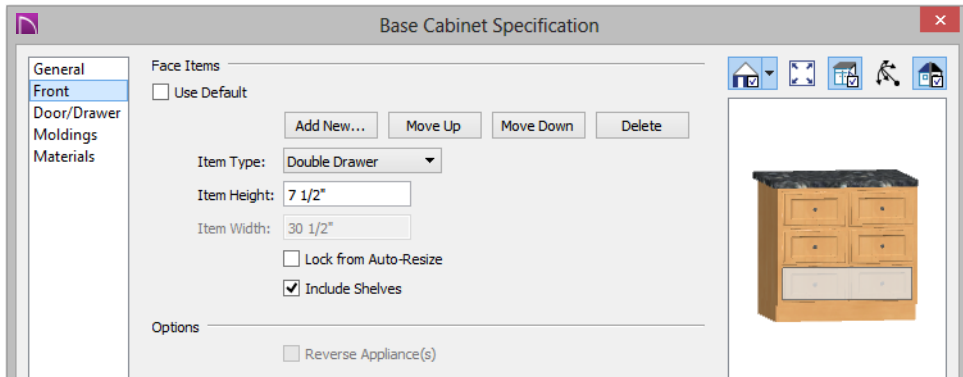 Base Cabinet Specification
General
Front
Door/Drawer
Moldings
Materials
Face Items
Use Default
Add New... Move Up Move Down Delete
Item Type: Double Drawer
Item Height: 7 1/2"
Item Width: 30 1/2"
Lock from Auto-Resize
Include Shelves
Options
Reverse Appliance(s)